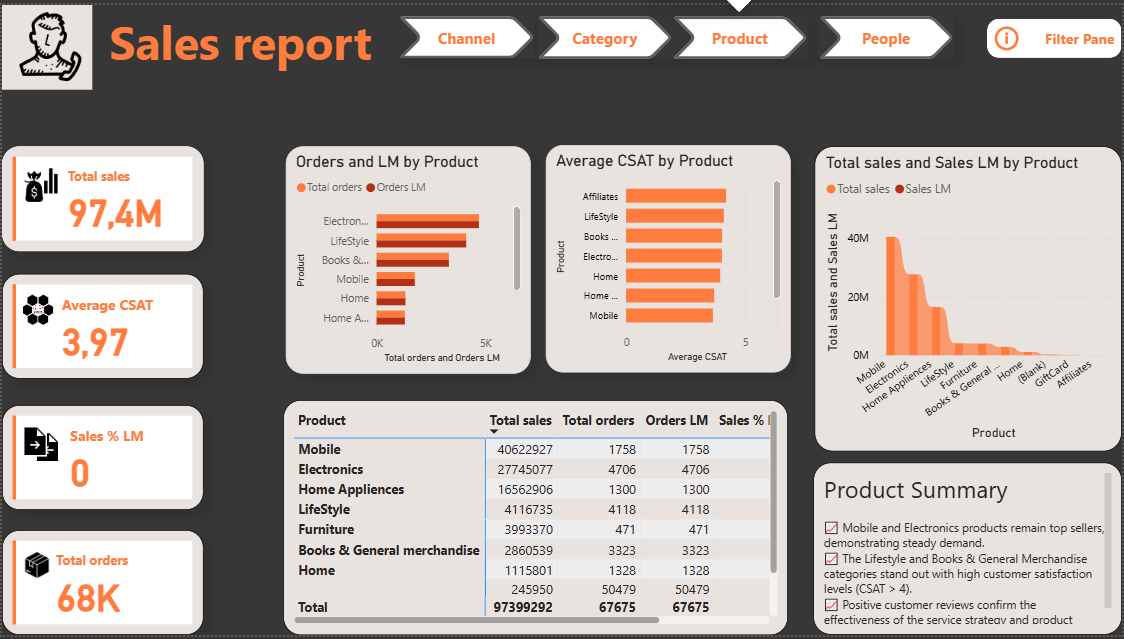 Sales report
Channel
Category
Product
People
Filter Pane
Total sales
97,4M
Average CSAT
3,97
Sales % LM
0
Total orders
68K
Orders and LM by Product
Total orders Orders LM
Product
Electron...
LifeStyle
Books &...
Mobile
Home
Home A...
0K 5K
Total orders and Orders LM
Average CSAT by Product
Product
Affiliates
LifeStyle
Books ...
Electro...
Home
Home ...
Mobile
0 5
Average CSAT
Total sales and Sales LM by Product
Total sales Sales LM
Total sales and Sales LM
40M
20M
0M
Mobile
Electronics
Home Appliences
LifeStyle
Furniture
Books & General ...
Home
(Blank)
GiftCard
Affiliates
Product
Product Total sales Total orders Orders LM Sales %
Mobile 40622927 1758 1758
Electronics 27745077 4706 4706
Home Appliences 16562906 1300 1300
LifeStyle 4116735 4118 4118
Furniture 3993370 471 471
Books & General merchandise 2860539 3323 3323
Home 1115801 1328 1328
245950 50479 50479
Total 97399292 67675 67675
Product Summary
Mobile and Electronics products remain top sellers,
demonstrating steady demand.
The Lifestyle and Books & General Merchandise
categories stand out with high customer satisfaction
levels (CSAT > 4).
Positive customer reviews confirm the
effectiveness of the service strategy and product